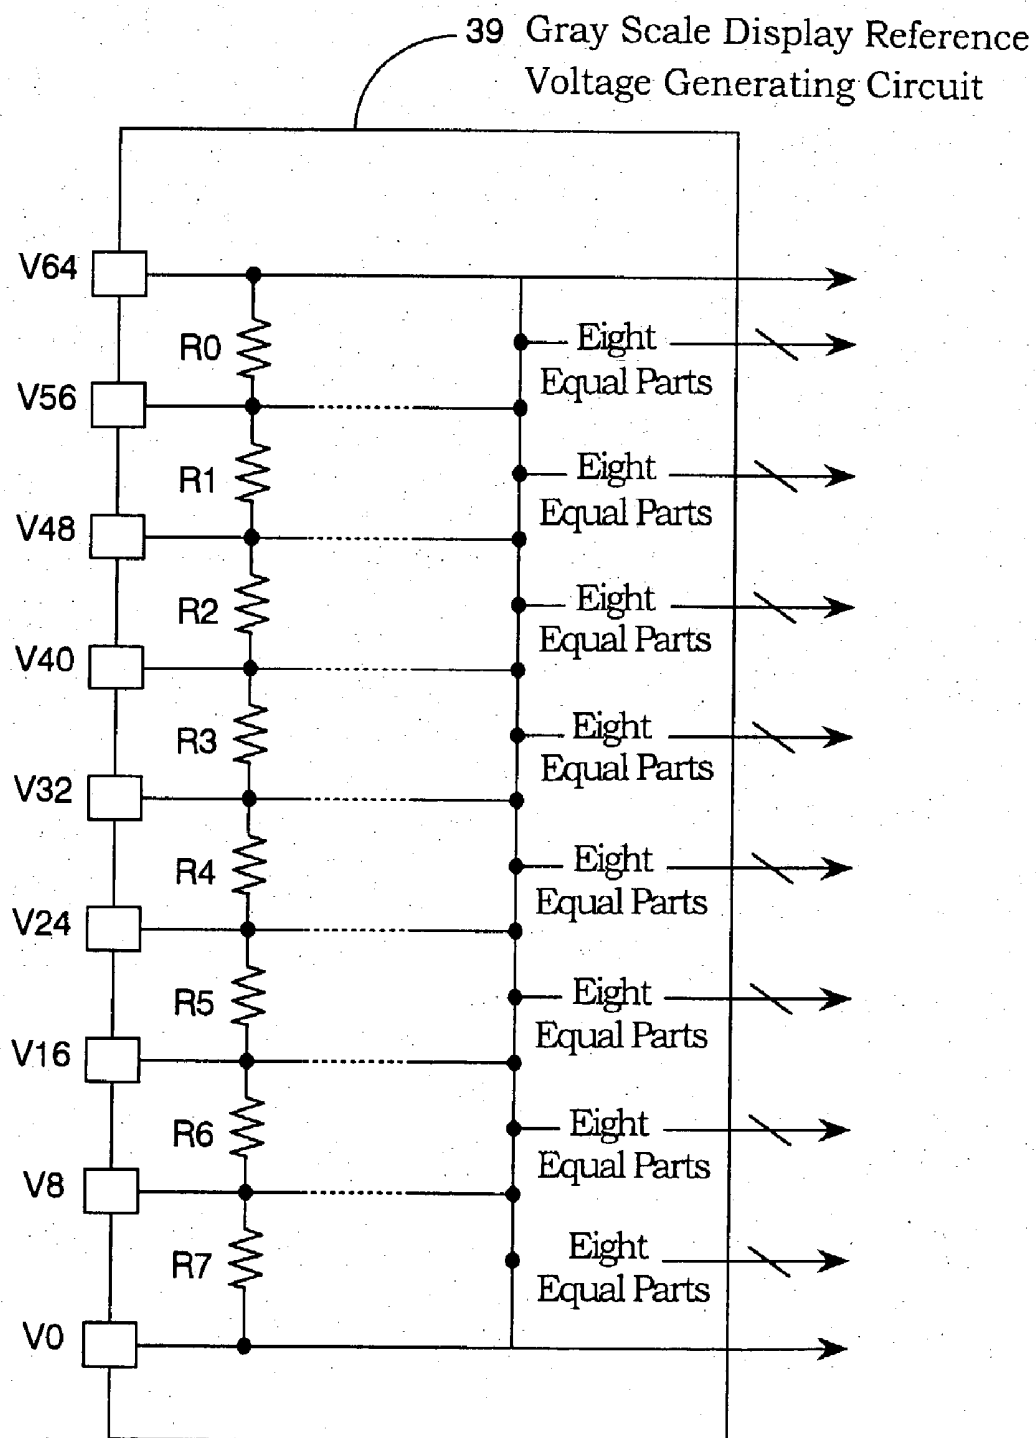 39 Gray Scale Display Reference
Voltage Generating Circuit
V64
R0
Eight
Equal Parts
V56
R1
Eight
Equal Parts
V48
R2
Eight
Equal Parts
V40
R3
Eight
Equal Parts
V32
R4
Eight
Equal Parts
V24
R5
Eight
Equal Parts
V16
R6
Eight
Equal Parts
V8
R7
Eight
Equal Parts
V0